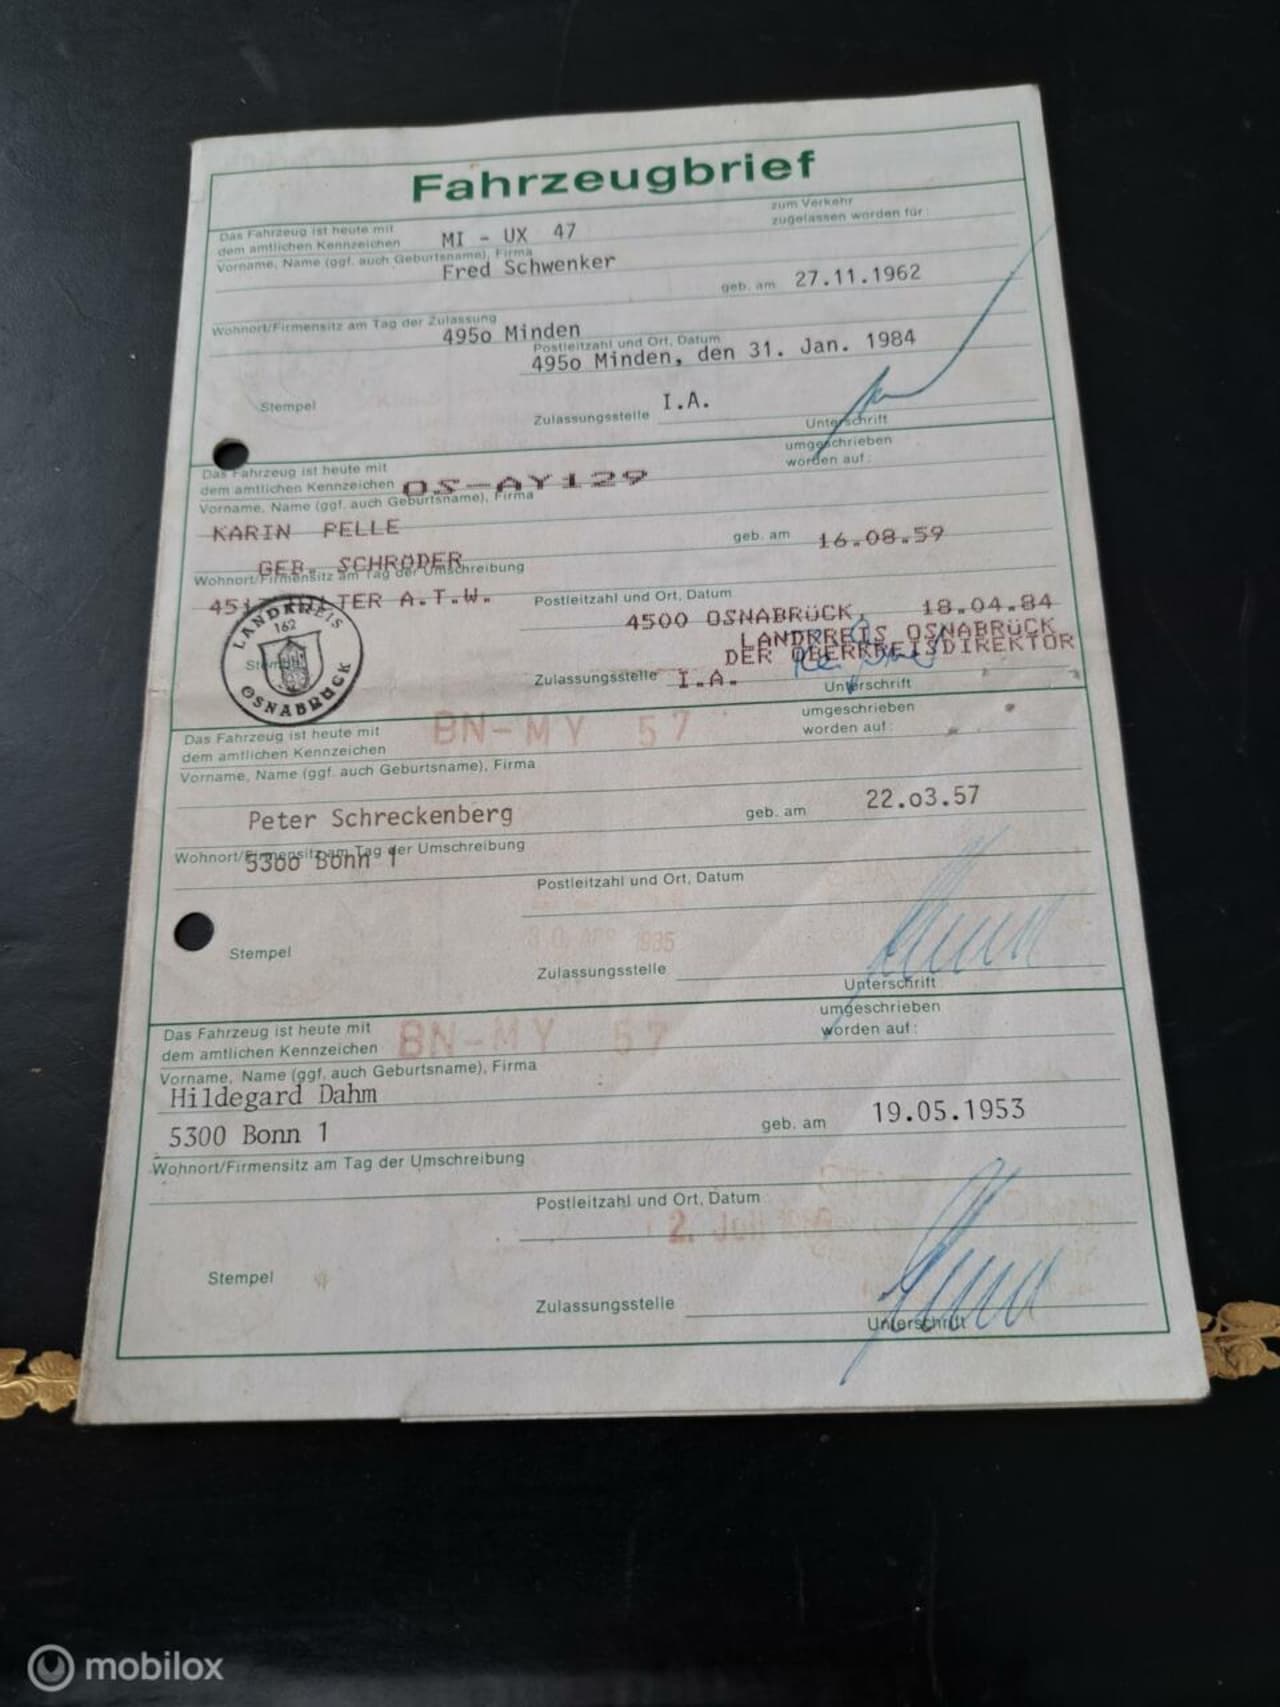 Fahrzeugbrief
Das Fahrzeug ist heute mit
dem amtlichen Kennzeichen MI - UX 47
zum Verkehr
zugelassen worden für:
Vorname, Name (ggf. auch Geburtsname), Firma
Fred Schwenker
geb. am 27.11.1962
Wohnort/Firmensitz am Tag der Zulassung
495o Minden
Postleitzahl und Ort, Datum
495o Minden, den 31. Jan. 1984
Stempel
Zulassungsstelle I.A.
Unterschrift
Das Fahrzeug ist heute mit
dem amtlichen Kennzeichen OS-AY129
umgeschrieben
worden auf:
Vorname, Name (ggf. auch Geburtsname), Firma
KARIN PELLE
geb. am 16.08.59
GEB. SCHRÖDER
Wohnort/Firmensitz am Tag der Umschreibung
A.T.W.
Postleitzahl und Ort, Datum
4500 OSNABRÜCK, 18.04.84
LANDKREIS OSNABRÜCK
DER OBERKREISDIREKTOR
LANDKREIS
162
Stempel
OSNABRÜCK
Zulassungsstelle I.A.
Unterschrift
Das Fahrzeug ist heute mit
dem amtlichen Kennzeichen BN-MY 57
umgeschrieben
worden auf:
Vorname, Name (ggf. auch Geburtsname), Firma
Peter Schreckenberg
geb. am 22.o3.57
Wohnort/Firmensitz am Tag der Umschreibung
53oo Bonn 1
Postleitzahl und Ort, Datum
30. APR. 1985
Stempel
Zulassungsstelle
Unterschrift
Das Fahrzeug ist heute mit
dem amtlichen Kennzeichen BN-MY 57
umgeschrieben
worden auf:
Vorname, Name (ggf. auch Geburtsname), Firma
Hildegard Dahm
5300 Bonn 1
geb. am 19.05.1953
Wohnort/Firmensitz am Tag der Umschreibung
Postleitzahl und Ort, Datum
2. Juli
Stempel
Zulassungsstelle
Unterschrift
mobilox